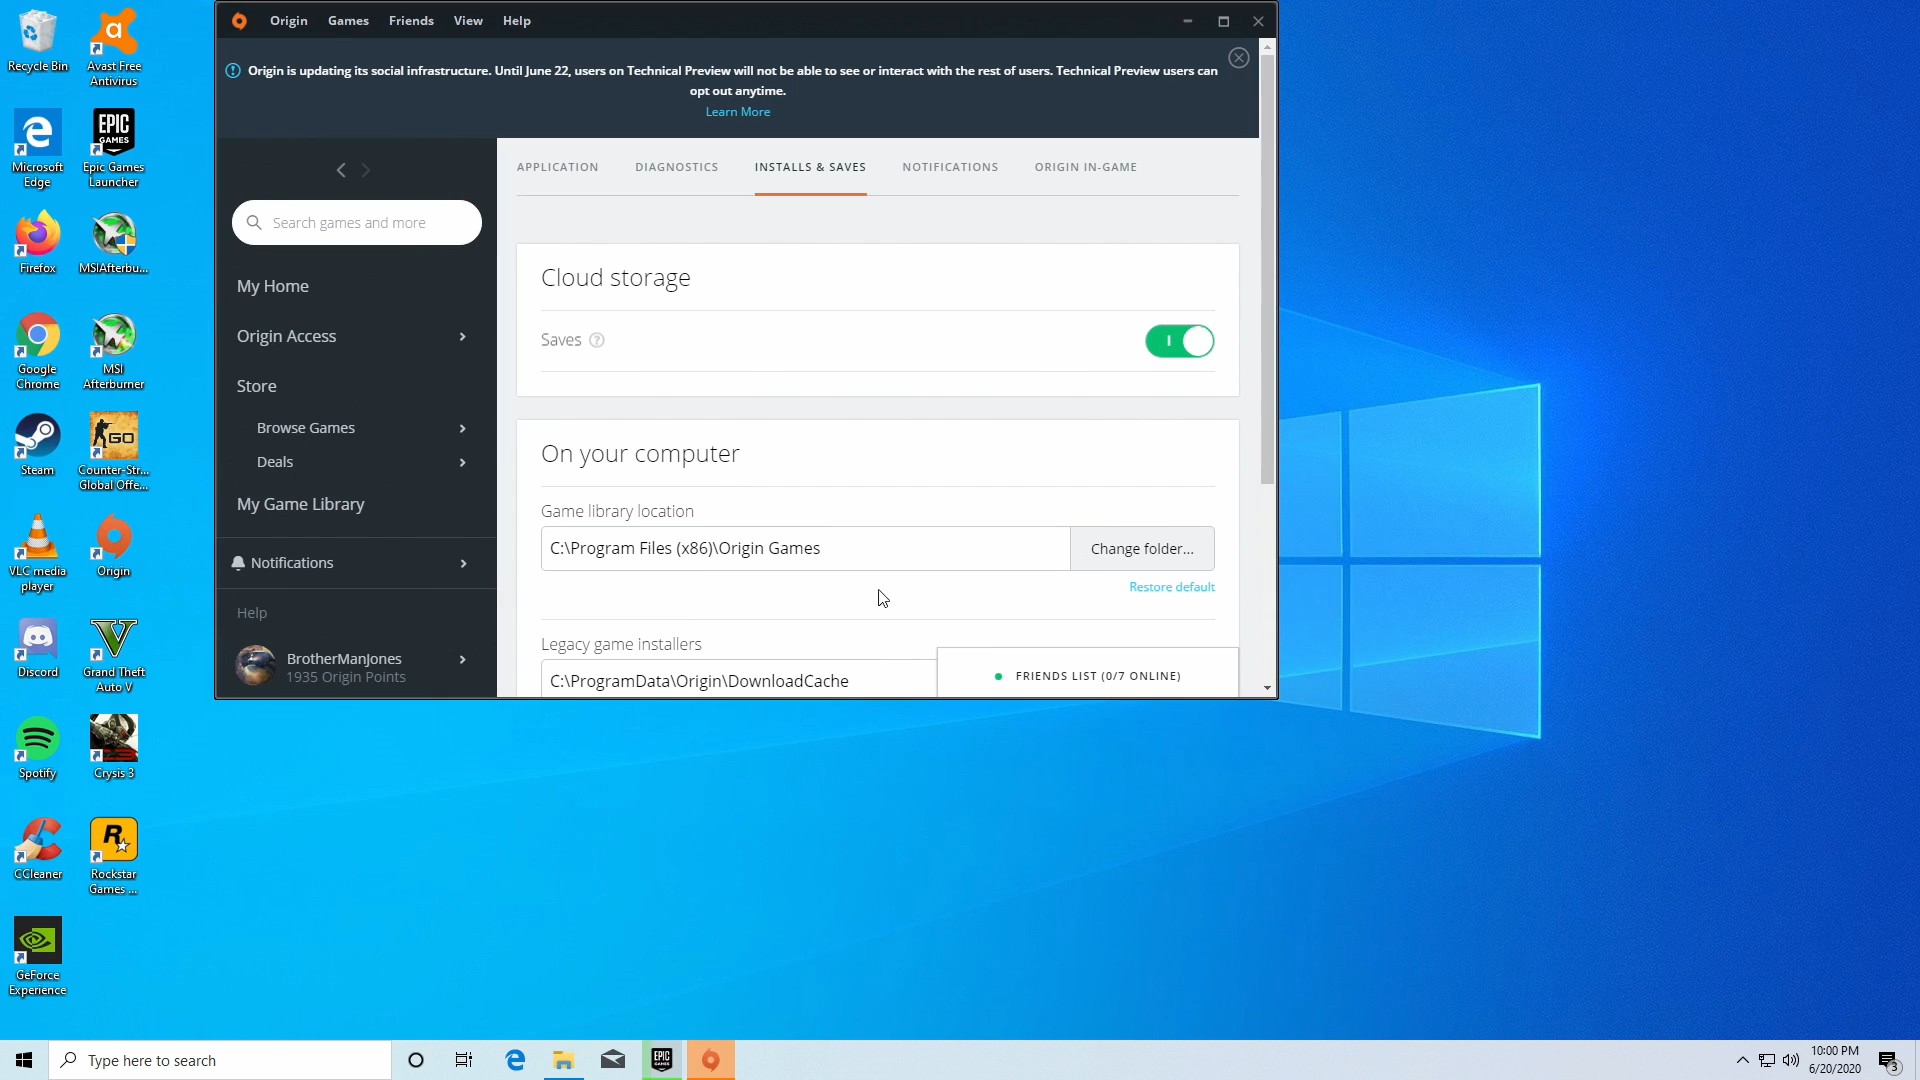 Origin Games Friends View Help
Origin is updating its social infrastructure. Until June 22, users on Technical Preview will not be able to see or interact with the rest of users. Technical Preview users can
opt out anytime.
Learn More
Search games and more
My Home
Origin Access
Store
Browse Games
Deals
My Game Library
Notifications
Help
BrotherManJones
1935 Origin Points
APPLICATION DIAGNOSTICS INSTALLS & SAVES NOTIFICATIONS ORIGIN IN-GAME
Cloud storage
Saves ?
I
On your computer
Game library location
C:\Program Files (x86)\Origin Games Change folder...
Restore default
Legacy game installers
C:\ProgramData\Origin\DownloadCache
FRIENDS LIST (0/7 ONLINE)
Recycle Bin
Avast Free
Antivirus
Microsoft
Edge
EPIC
GAMES
Epic Games
Launcher
Firefox
MSIAfterbu...
Google
Chrome
MSI
Afterburner
Steam
GO
Counter-Str...
Global Offe...
VLC media
player
Origin
Discord
Grand Theft
Auto V
Spotify
Crysis 3
CCleaner
R
Rockstar
Games ...
GeForce
Experience
Type here to search
EPIC
GAMES
10:00 PM
6/20/2020
3